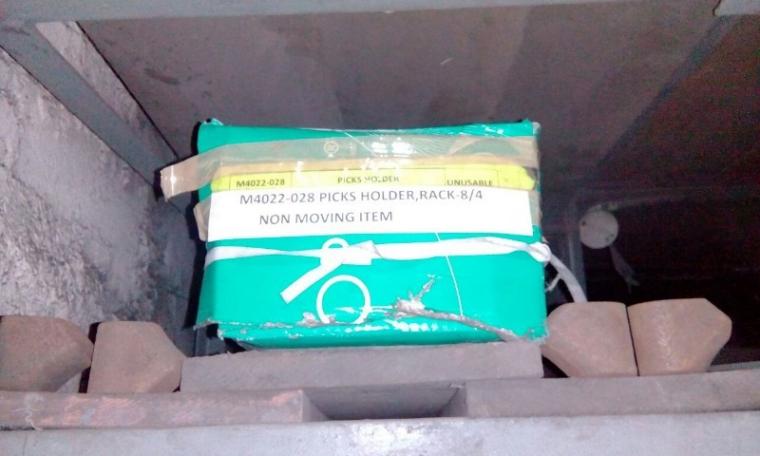 M4022-028 PICKS HOLDER UNUSABLE
M4022-028 PICKS HOLDER,RACK-8/4
NON MOVING ITEM